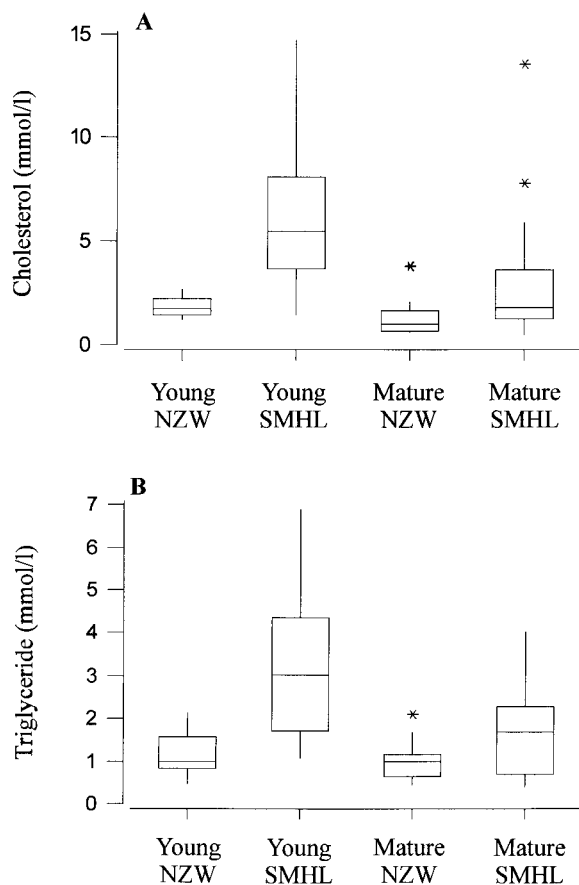 A
Cholesterol (mmol/l)
15
10
5
0
Young NZW
Young SMHL
Mature NZW
Mature SMHL
B
Triglyceride (mmol/l)
7
6
5
4
3
2
1
0
Young NZW
Young SMHL
Mature NZW
Mature SMHL